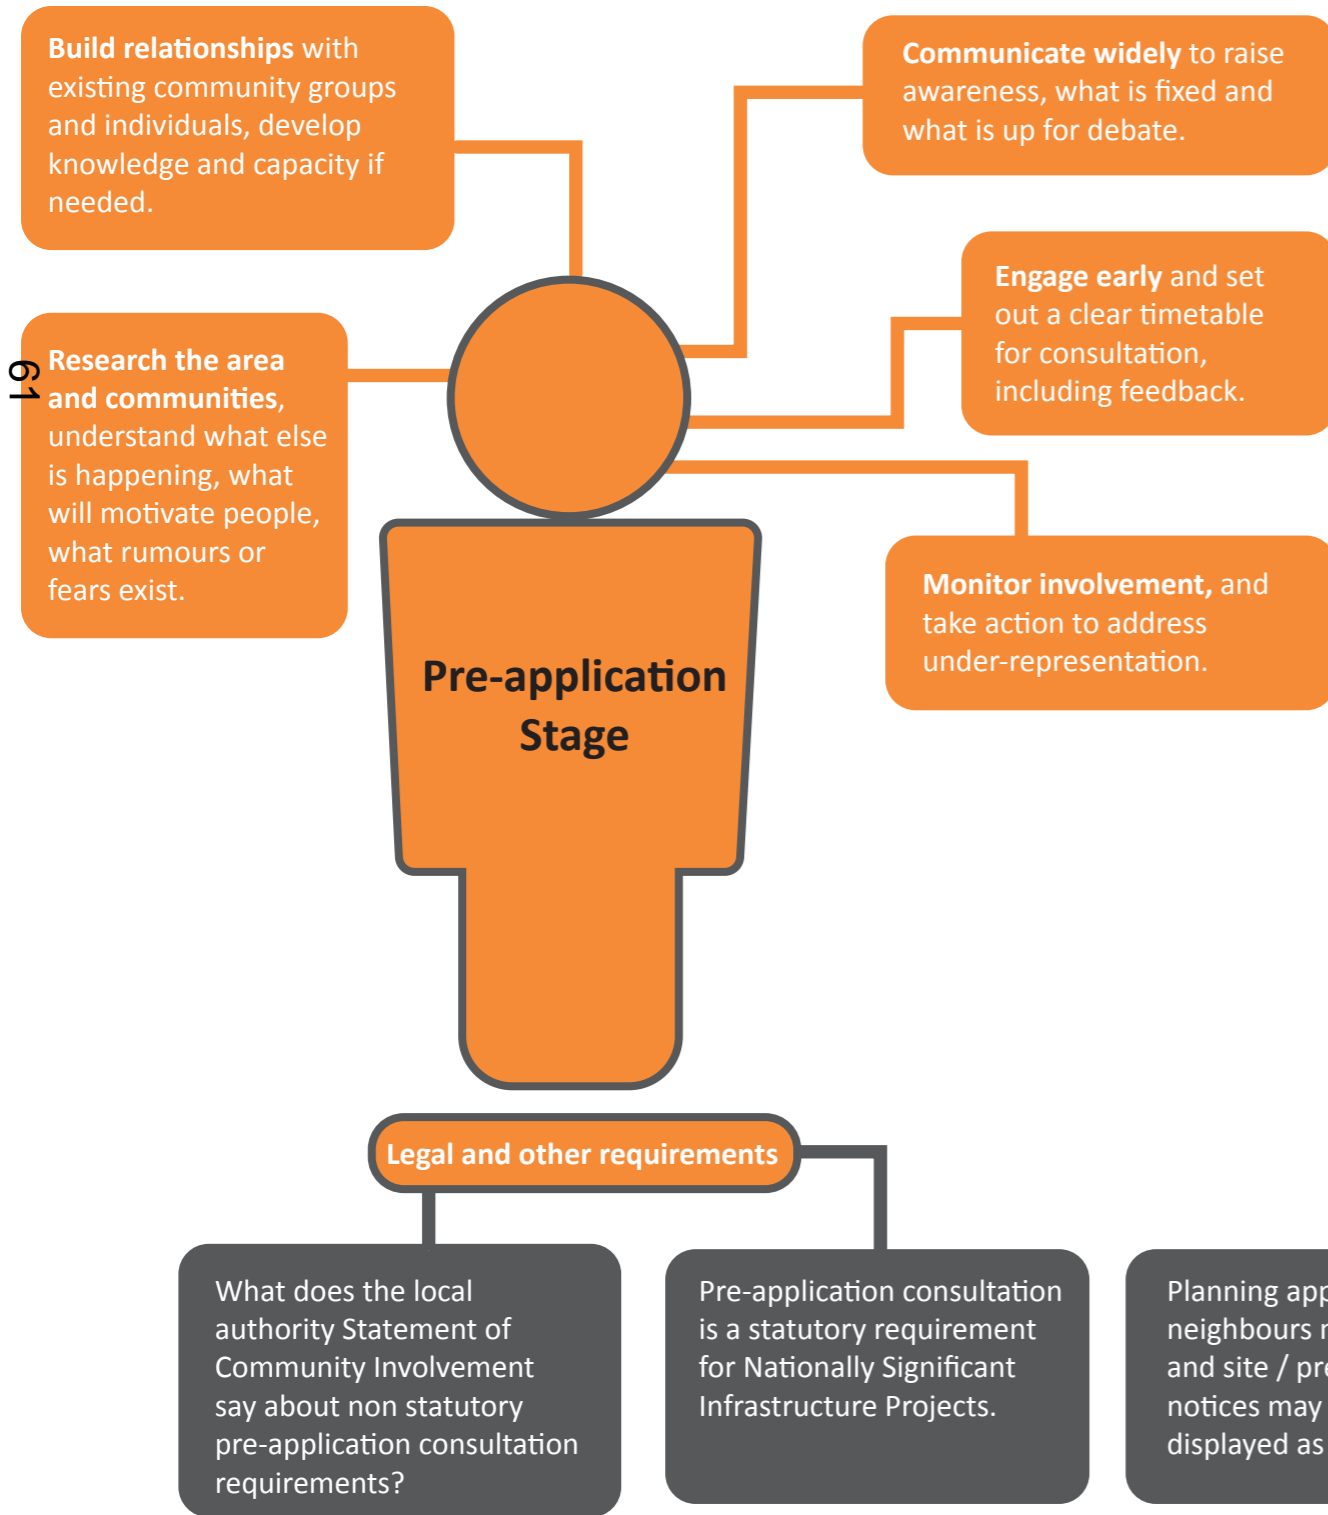 Build relationships with
existing community groups
and individuals, develop
knowledge and capacity if
needed.
Communicate widely to raise
awareness, what is fixed and
what is up for debate.
Engage early and set
out a clear timetable
for consultation,
including feedback.
Research the area
and communities,
understand what else
is happening, what
will motivate people,
what rumours or
fears exist.
61
Monitor involvement, and
take action to address
under-representation.
Pre-application
Stage
Legal and other requirements
What does the local
authority Statement of
Community Involvement
say about non statutory
pre-application consultation
requirements?
Pre-application consultation
is a statutory requirement
for Nationally Significant
Infrastructure Projects.
Planning
neighbours
and site /
notices may
displayed as